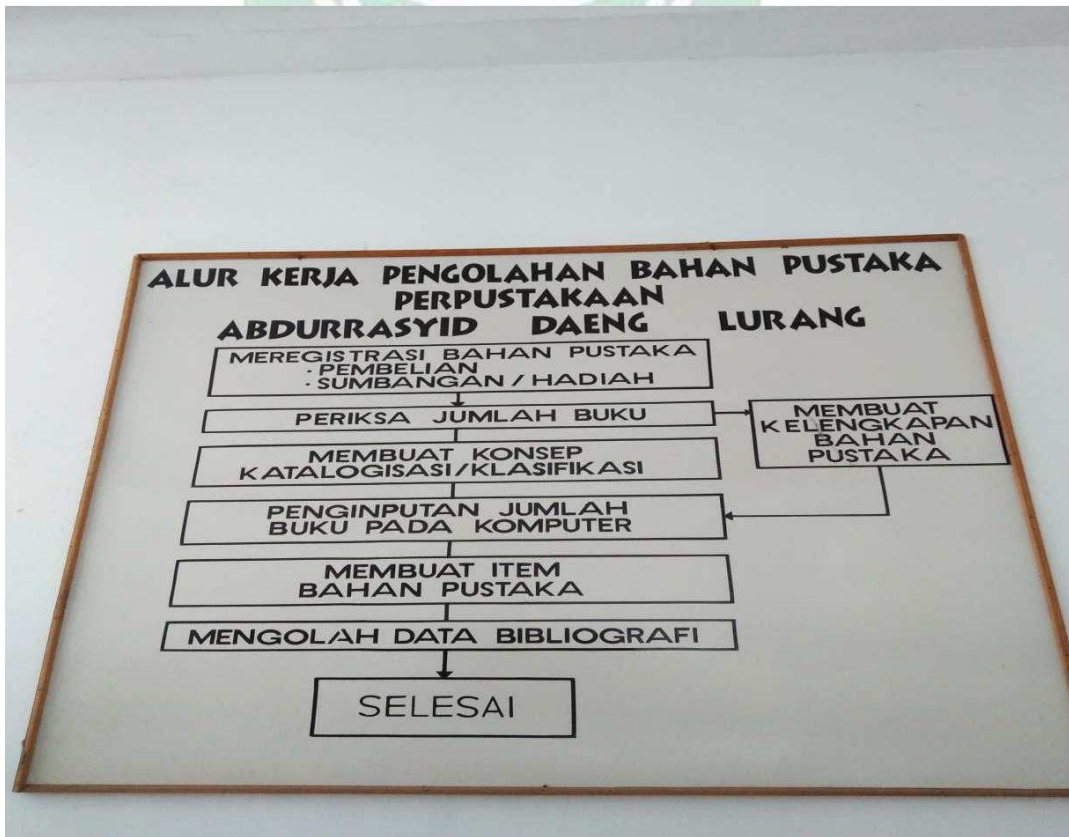 ALUR KERJA PENGOLAHAN BAHAN PUSTAKA
PERPUSTAKAAN
ABDURRASYID DAENG LURANG
MEREGISTRASI BAHAN PUSTAKA
· PEMBELIAN
· SUMBANGAN / HADIAH
PERIKSA JUMLAH BUKU
MEMBUAT
KELENGKAPAN
BAHAN
PUSTAKA
MEMBUAT KONSEP
KATALOGISASI/KLASIFIKASI
PENGINPUTAN JUMLAH
BUKU PADA KOMPUTER
MEMBUAT ITEM
BAHAN PUSTAKA
MENGOLAH DATA BIBLIOGRAFI
SELESAI